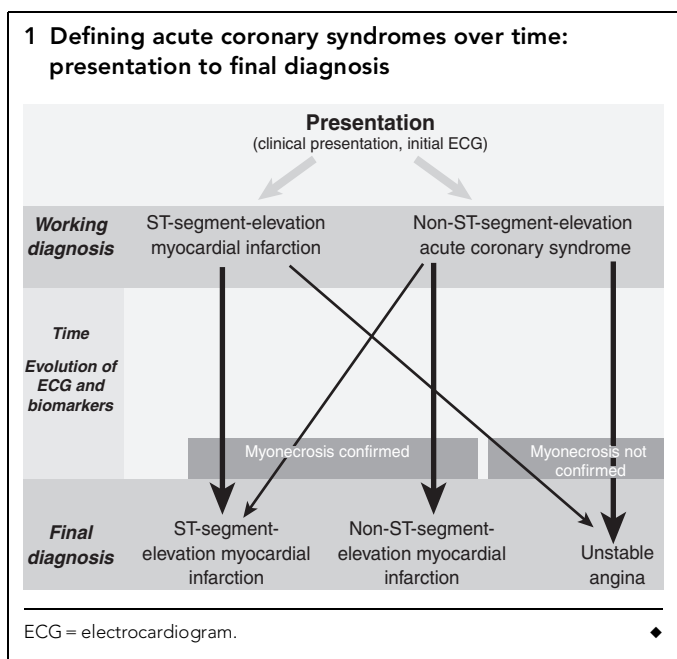 1 Defining acute coronary syndromes over time:
presentation to final diagnosis
Presentation
(clinical presentation, initial ECG)
Working
diagnosis
ST-segment-elevation
myocardial infarction
Non-ST-segment-elevation
acute coronary syndrome
Time
Evolution of
ECG and
biomarkers
Myonecrosis confirmed
Myonecrosis not
confirmed
Final
diagnosis
ST-segment-
elevation myocardial
infarction
Non-ST-segment-
elevation myocardial
infarction
Unstable
angina
ECG = electrocardiogram.